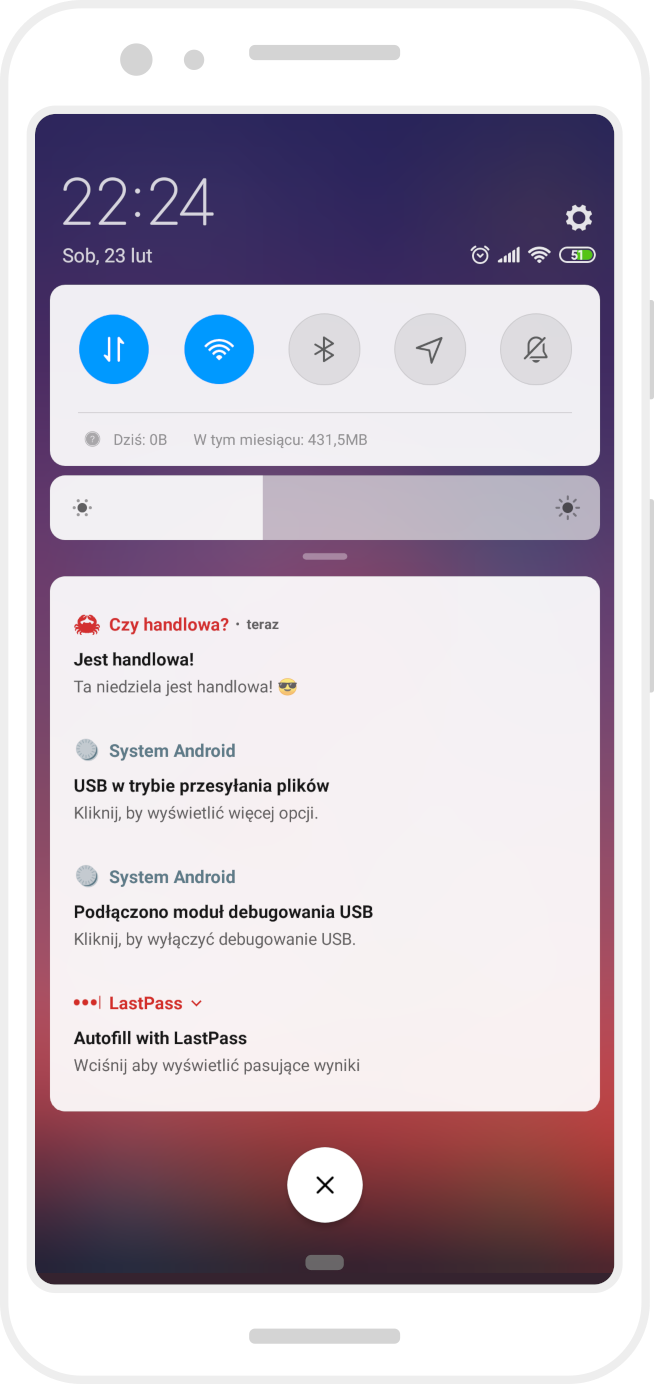 22:24
Sob, 23 lut
51
Dziś: 0B W tym miesiącu: 431,5MB
Czy handlowa? · teraz
Jest handlowa!
Ta niedziela jest handlowa! 😎
System Android
USB w trybie przesyłania plików
Kliknij, by wyświetlić więcej opcji.
System Android
Podłączono moduł debugowania USB
Kliknij, by wyłączyć debugowanie USB.
LastPass
Autofill with LastPass
Wciśnij aby wyświetlić pasujące wyniki